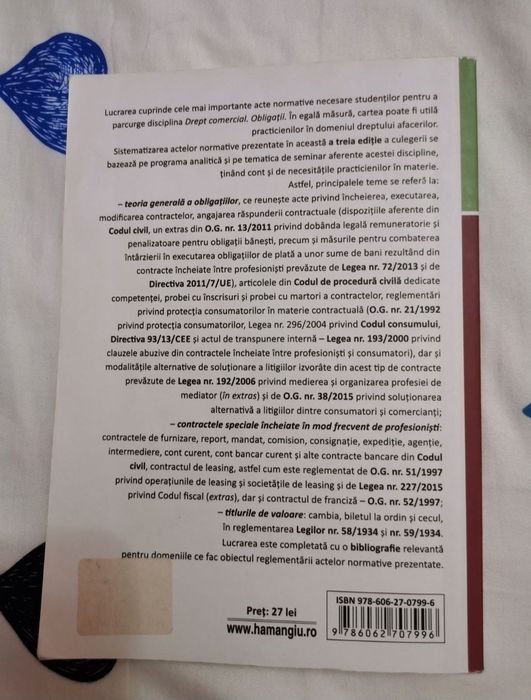 Lucrarea cuprinde cele mai importante acte normative necesare studenților pentru a
parcurge disciplina Drept comercial. Obligații. În egală măsură, cartea poate fi utilă
practicienilor în domeniul dreptului afacerilor.
Sistematizarea actelor normative prezentate în această a treia ediție a culegerii se
bazează pe programa analitică și pe tematica de seminar aferente acestei discipline,
ținând cont și de necesitățile practicienilor în materie.
Astfel, principalele teme se referă la:
– teoria generală a obligațiilor, ce reunește acte privind încheierea, executarea,
modificarea contractelor, angajarea răspunderii contractuale (dispozițiile aferente din
Codul civil, un extras din O.G. nr. 13/2011 privind dobânda legală remuneratorie și
penalizatoare pentru obligații bănești, precum și măsurile pentru combaterea
întârzierii în executarea obligațiilor de plată a unor sume de bani rezultând din
contracte încheiate între profesioniști prevăzute de Legea nr. 72/2013 și de
Directiva 2011/7/UE), articolele din Codul de procedură civilă dedicate
competenței, probei cu înscrisuri și probei cu martori a contractelor, reglementări
privind protecția consumatorilor în materie contractuală (O.G. nr. 21/1992
privind protecția consumatorilor, Legea nr. 296/2004 privind Codul consumului,
Directiva 93/13/CEE și actul de transpunere internă – Legea nr. 193/2000 privind
clauzele abuzive din contractele încheiate între profesioniști și consumatori), dar și
modalitățile alternative de soluționare a litigiilor izvorâte din acest tip de contracte
prevăzute de Legea nr. 192/2006 privind medierea și organizarea profesiei de
mediator (în extras) și de O.G. nr. 38/2015 privind soluționarea
alternativă a litigiilor dintre consumatori și comercianți;
– contractele speciale încheiate în mod frecvent de profesioniști:
contractele de furnizare, report, mandat, comision, consignație, expediție, agenție,
intermediere, cont curent, cont bancar curent și alte contracte bancare din Codul
civil, contractul de leasing, astfel cum este reglementat de O.G. nr. 51/1997
privind operațiunile de leasing și societățile de leasing și de Legea nr. 227/2015
privind Codul fiscal (extras), dar și contractul de franciză – O.G. nr. 52/1997;
– titlurile de valoare: cambia, biletul la ordin și cecul,
în reglementarea Legilor nr. 58/1934 și nr. 59/1934.
Lucrarea este completată cu o bibliografie relevantă
pentru domeniile ce fac obiectul reglementării actelor normative prezentate.
Preț: 27 lei
www.hamangiu.ro
ISBN 978-606-27-0799-6
9 786062 707996